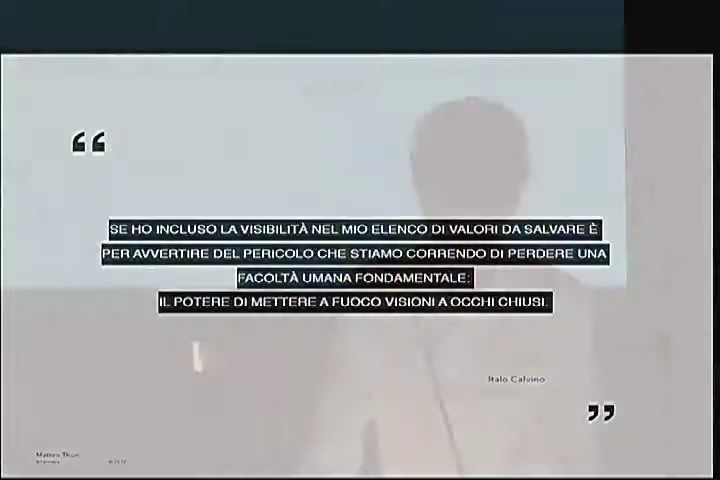 “
SE HO INCLUSO LA VISIBILITÀ NEL MIO ELENCO DI VALORI DA SALVARE È
PER AVVERTIRE DEL PERICOLO CHE STIAMO CORRENDO DI PERDERE UNA
FACOLTÀ UMANA FONDAMENTALE:
IL POTERE DI METTERE A FUOCO VISIONI A OCCHI CHIUSI.
Italo Calvino
”
Matteo Thun